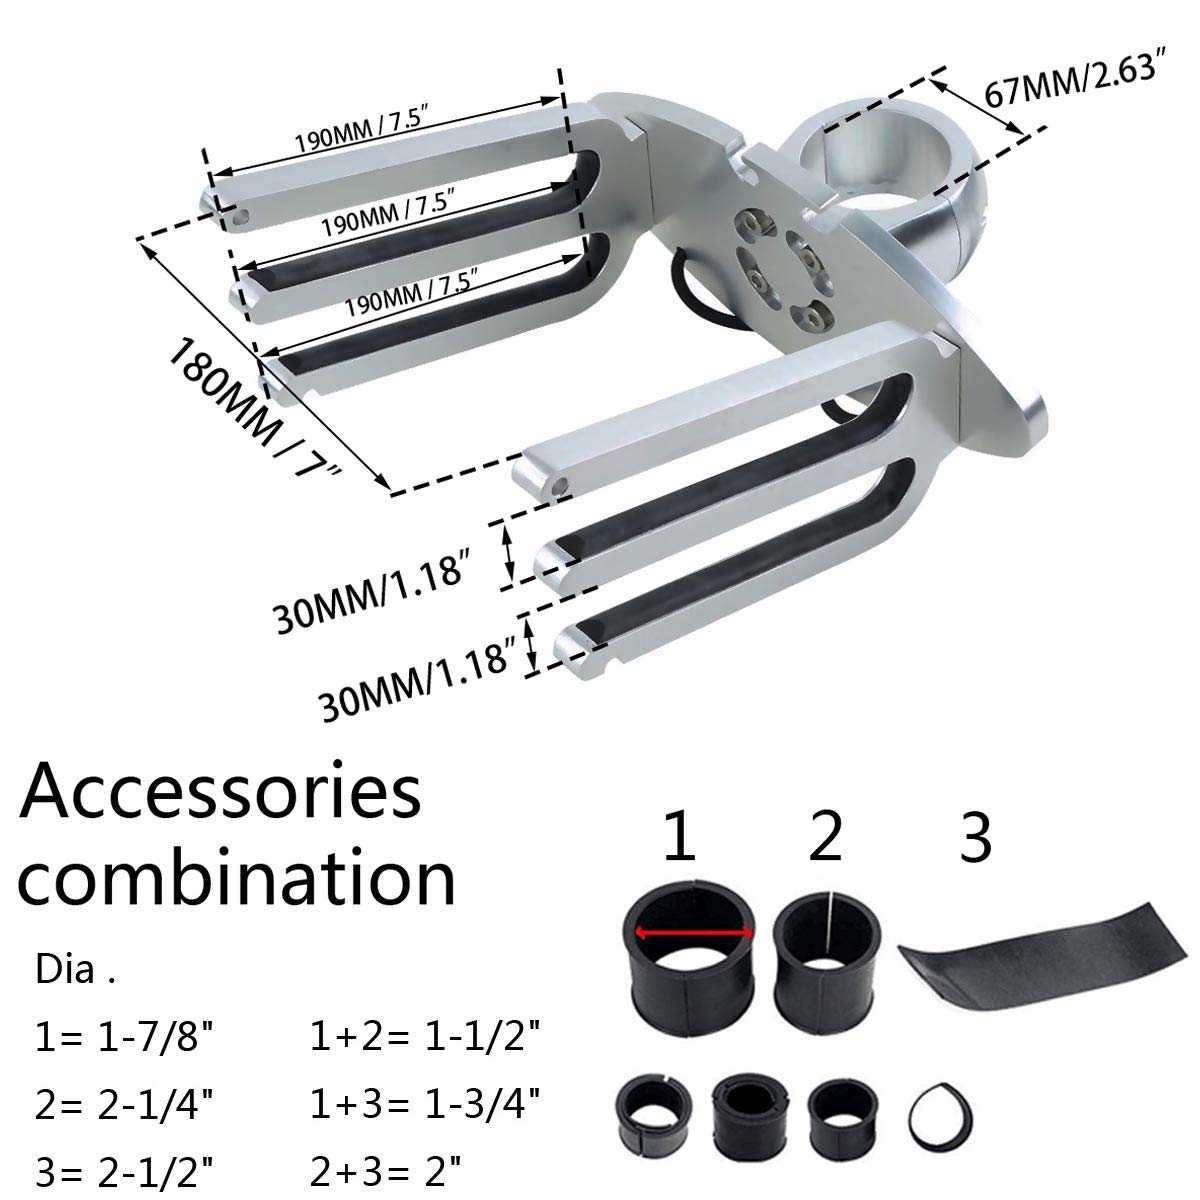 67MM/2.63"
190MM / 7.5"
190MM / 7.5"
190MM / 7.5"
180MM / 7"
30MM/1.18"
30MM/1.18"
Accessories
combination
Dia .
1= 1-7/8"
1+2= 1-1/2"
2= 2-1/4"
1+3= 1-3/4"
3= 2-1/2"
2+3= 2"
1
2
3